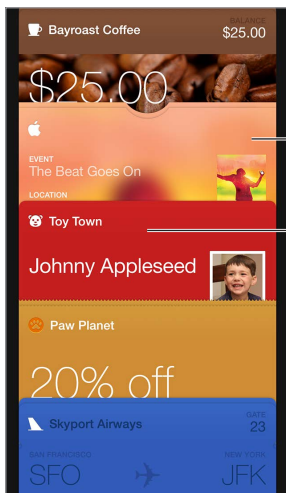 Bayroast Coffee
BALANCE
$25.00
$25.00
EVENT
The Beat Goes On
LOCATION
Toy Town
Johnny Appleseed
Paw Planet
20% off
Skyport Airways
GATE
23
SAN FRANCISCO
NEW YORK
SFO
JFK